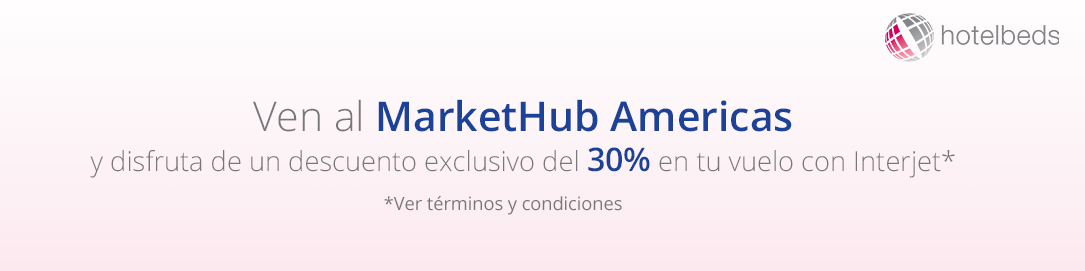 hotelbeds
Ven al MarketHub Americas
y disfruta de un descuento exclusivo del 30% en tu vuelo con Interjet*
*Ver términos y condiciones